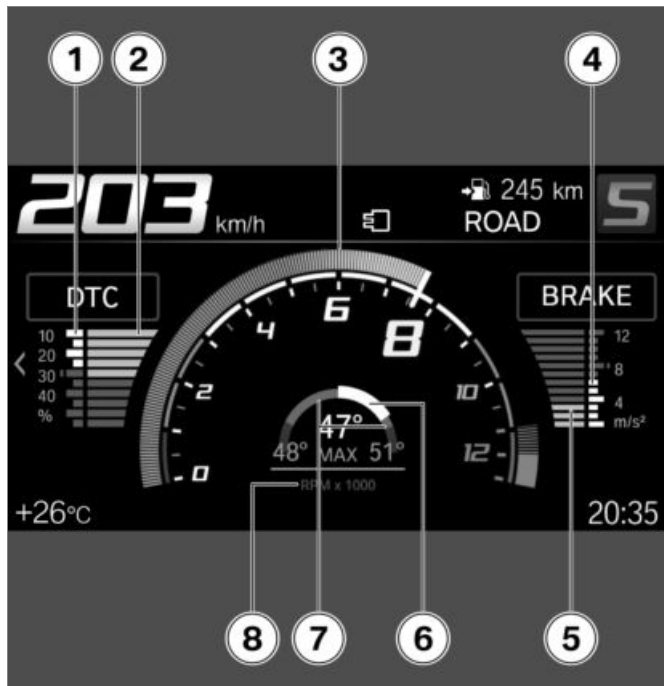 1 2 3 4
203 km/h
245 km
ROAD
S
DTC
BRAKE
10
20
30
40
%
12
8
4
m/s²
0 2 4 6 8 10 12
47°
48° MAX 51°
RPM x 1000
+26°C
20:35
8 7 6 5